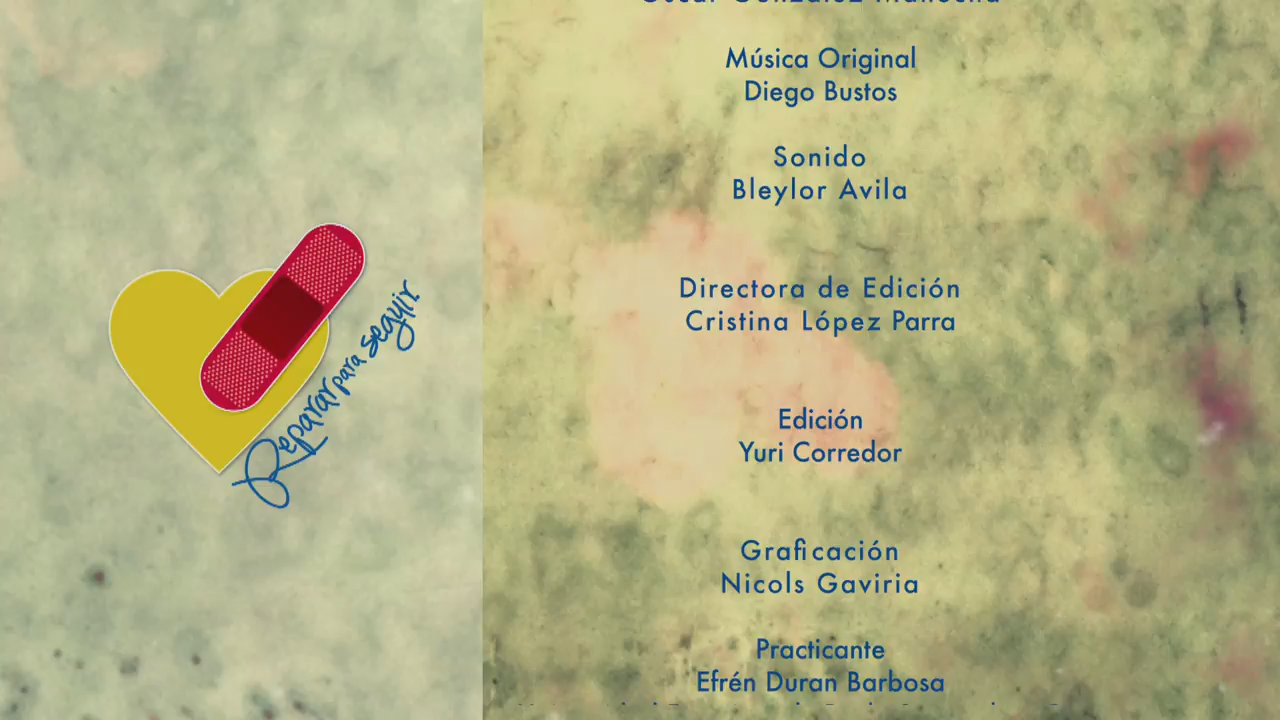 Reparar para seguir
Música Original
Diego Bustos
Sonido
Bleylor Avila
Directora de Edición
Cristina López Parra
Edición
Yuri Corredor
Graficación
Nicols Gaviria
Practicante
Efrén Duran Barbosa